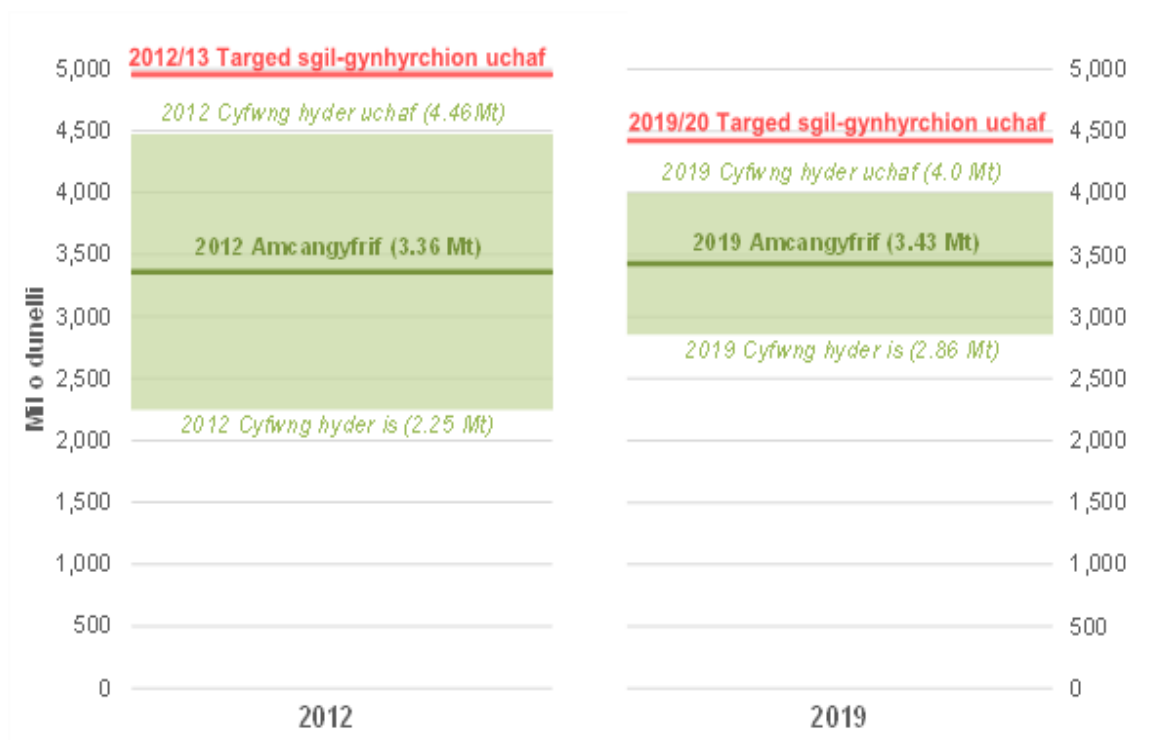 2012/13 Targed sgil-gynhyrchion uchaf
2012 Cyfwng hyder uchaf (4.46Mt)
2012 Amcangyfrif (3.36 Mt)
2012 Cyfwng hyder is (2.25 Mt)
Mil o dunelli
5,000
4,500
4,000
3,500
3,000
2,500
2,000
1,500
1,000
500
0
2012
2019/20 Targed sgil-gynhyrchion uchaf
2019 Cyfwng hyder uchaf (4.0 Mt)
2019 Amcangyfrif (3.43 Mt)
2019 Cyfwng hyder is (2.86 Mt)
5,000
4,500
4,000
3,500
3,000
2,500
2,000
1,500
1,000
500
0
2019